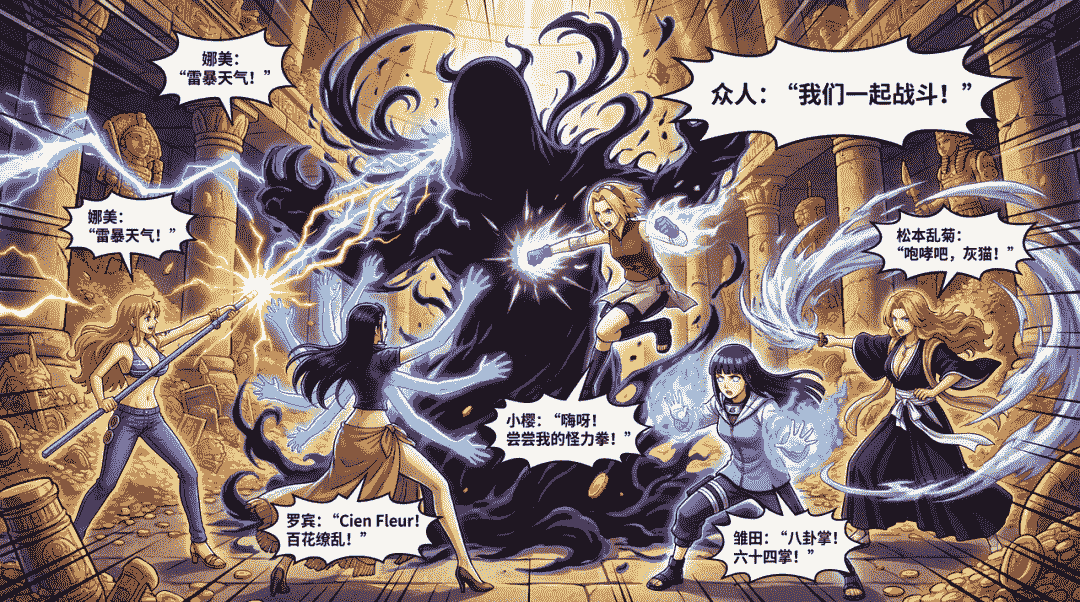 娜美：
“雷暴天气！”
众人：“我们一起战斗！”
娜美：
“雷暴天气！”
松本乱菊：
“咆哮吧，灰猫！”
小樱：“嗨呀！
尝尝我的怪力拳！”
罗宾：“Cien Fleur！
百花缭乱！”
雏田：“八卦掌！
六十四掌！”